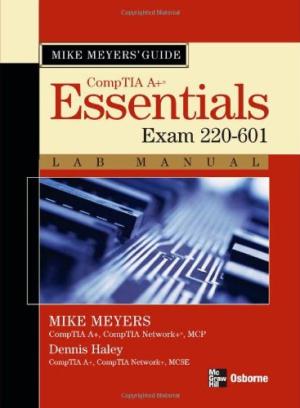 MIKE MEYERS' GUIDE
CompTIA A+®
Essentials
Exam 220-601
LAB MANUAL
MIKE MEYERS
CompTIA A+, CompTIA Network+, MCP
Dennis Haley
CompTIA A+, CompTIA Network+, MCSE
Mc
Graw
Hill
Osborne